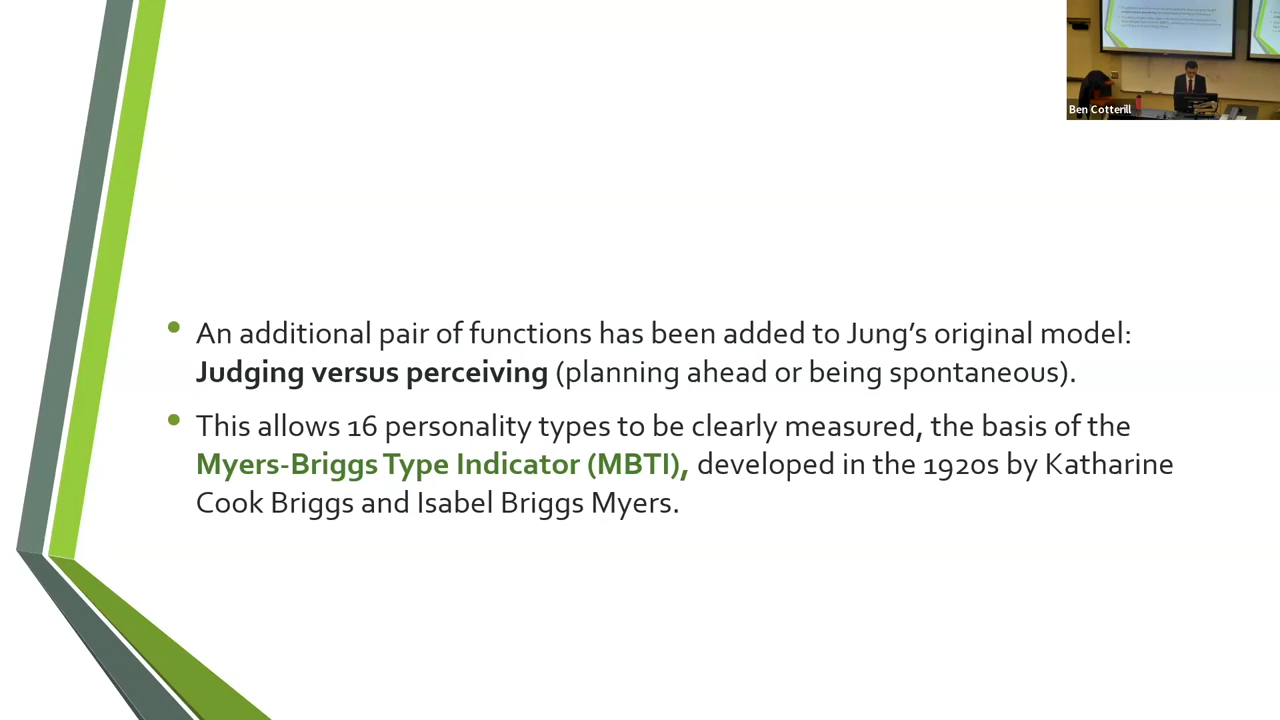 Ben Cotterill
• An additional pair of functions has been added to Jung’s original model:
Judging versus perceiving (planning ahead or being spontaneous).
• This allows 16 personality types to be clearly measured, the basis of the
Myers-Briggs Type Indicator (MBTI), developed in the 1920s by Katharine
Cook Briggs and Isabel Briggs Myers.